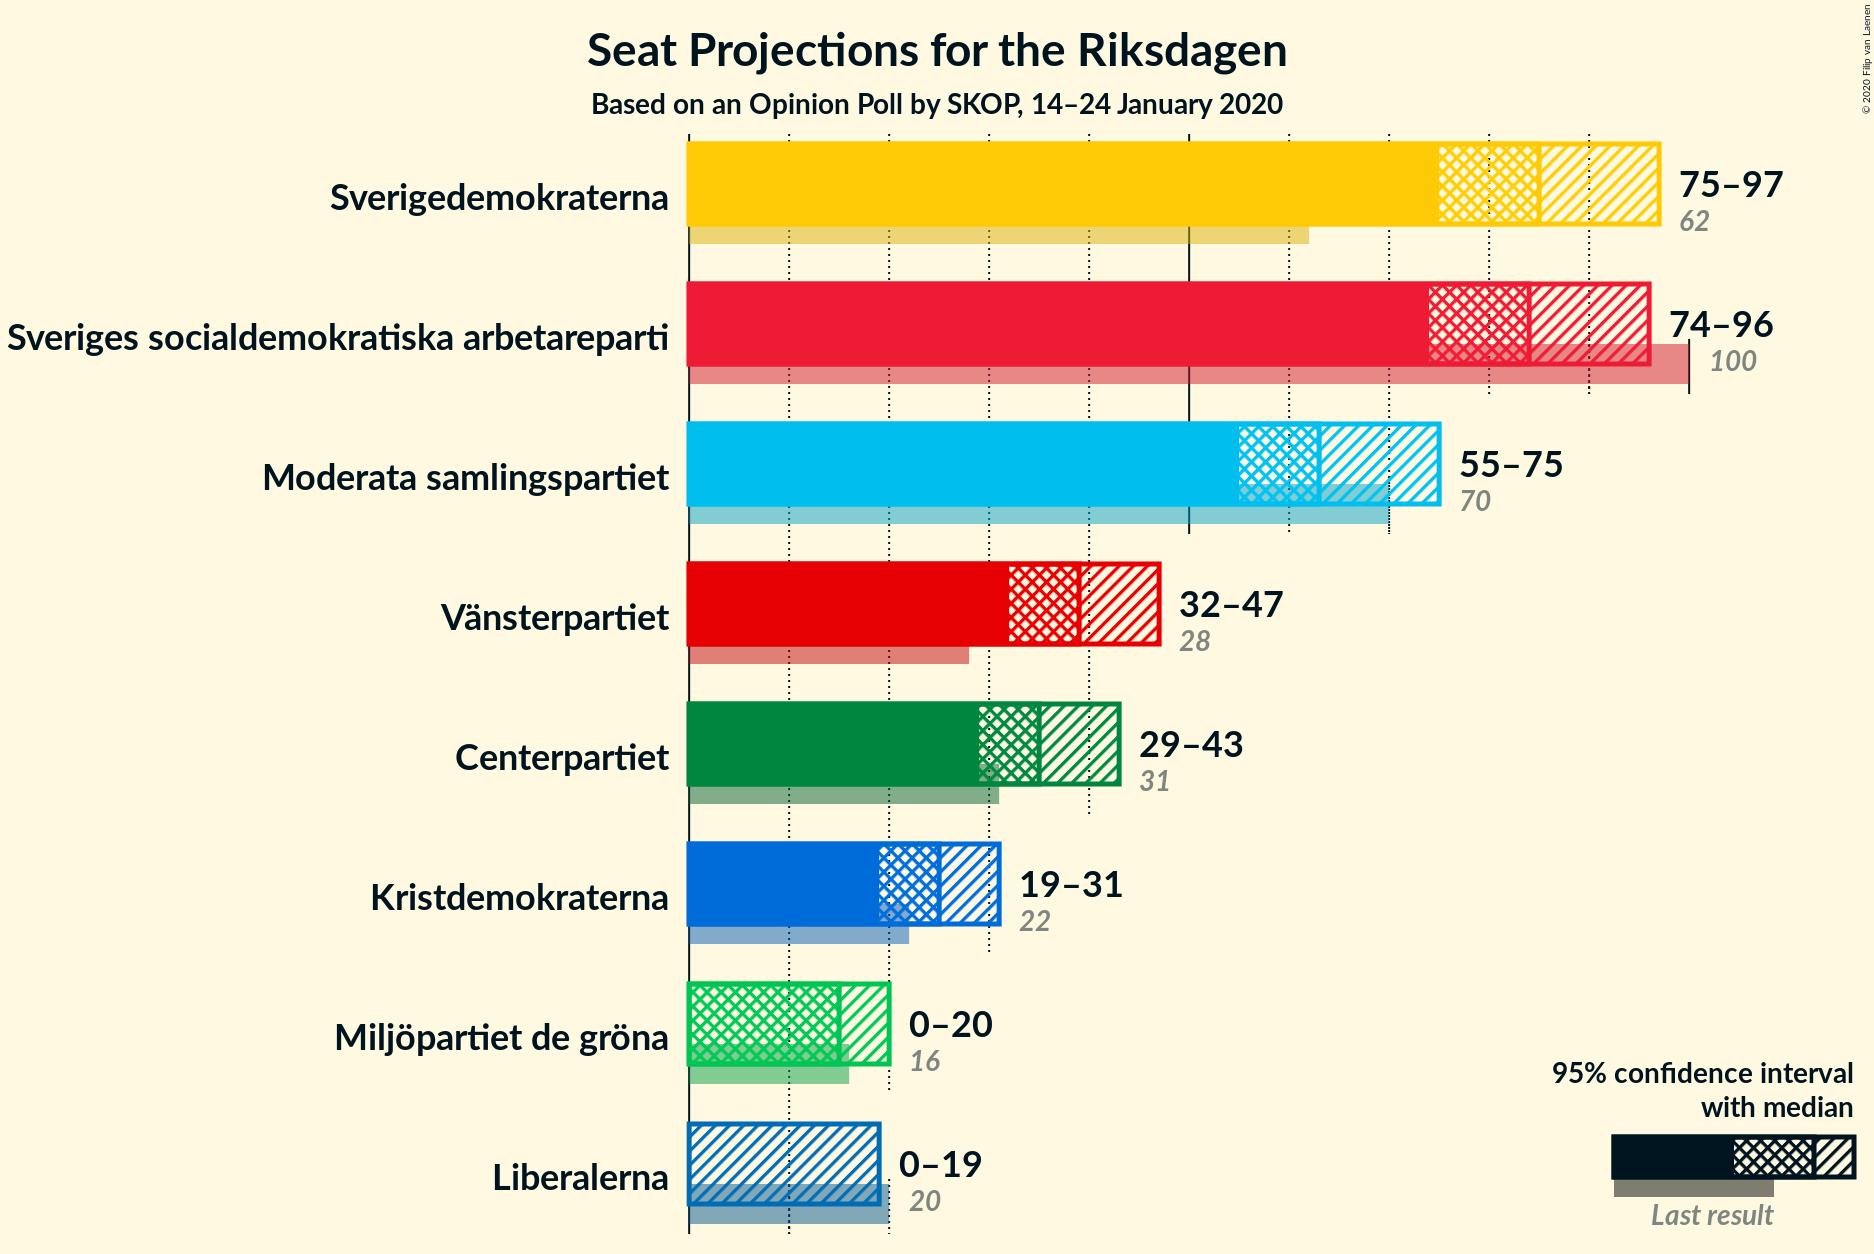 Seat Projections for the Riksdagen
Based on an Opinion Poll by SKOP, 14–24 January 2020
© 2020 Filip van Laenen
Sverigedemokraterna
75–97
62
Sveriges socialdemokratiska arbetareparti
74–96
100
Moderata samlingspartiet
55–75
70
Vänsterpartiet
32–47
28
Centerpartiet
29–43
31
Kristdemokraterna
19–31
22
Miljöpartiet de gröna
0–20
16
Liberalerna
0–19
20
95% confidence interval
with median
Last result